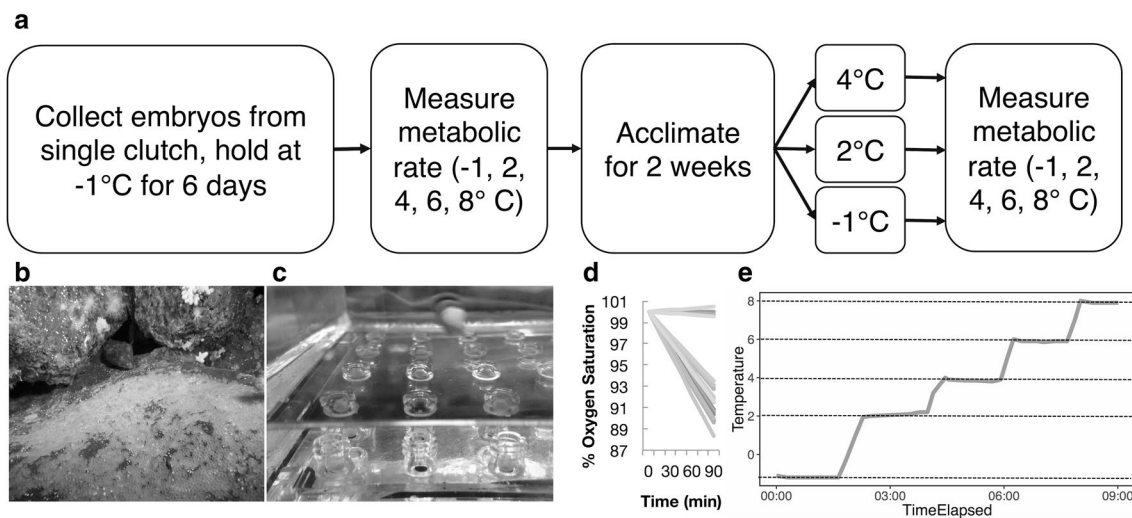 a
Collect embryos from
single clutch, hold at
-1°C for 6 days
Measure
metabolic
rate (-1, 2,
4, 6, 8° C)
Acclimate
for 2 weeks
4°C
2°C
-1°C
Measure
metabolic
rate (-1, 2,
4, 6, 8° C)
b
c
d
% Oxygen Saturation
101
99
97
95
93
91
89
87
0 30 60 90
Time (min)
e
Temperature
8
6
4
2
0
00:00 03:00 06:00 09:00
TimeElapsed